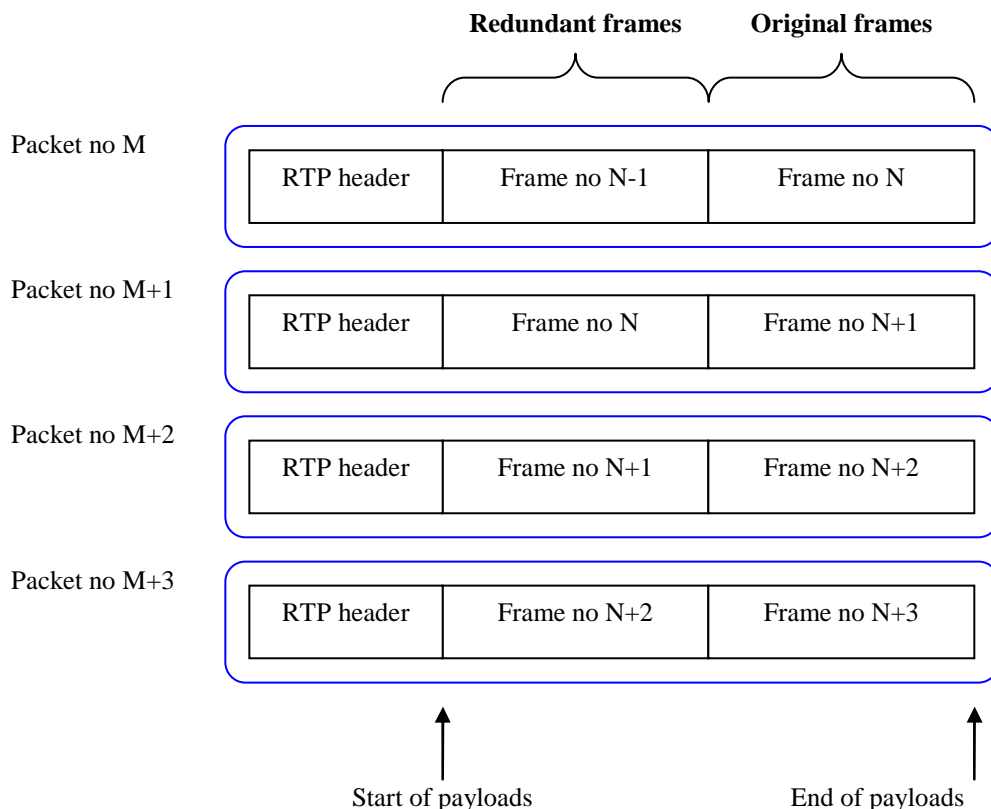 Redundant frames Original frames
Packet no M
RTP header Frame no N-1 Frame no N
Packet no M+1
RTP header Frame no N Frame no N+1
Packet no M+2
RTP header Frame no N+1 Frame no N+2
Packet no M+3
RTP header Frame no N+2 Frame no N+3
Start of payloads End of payloads